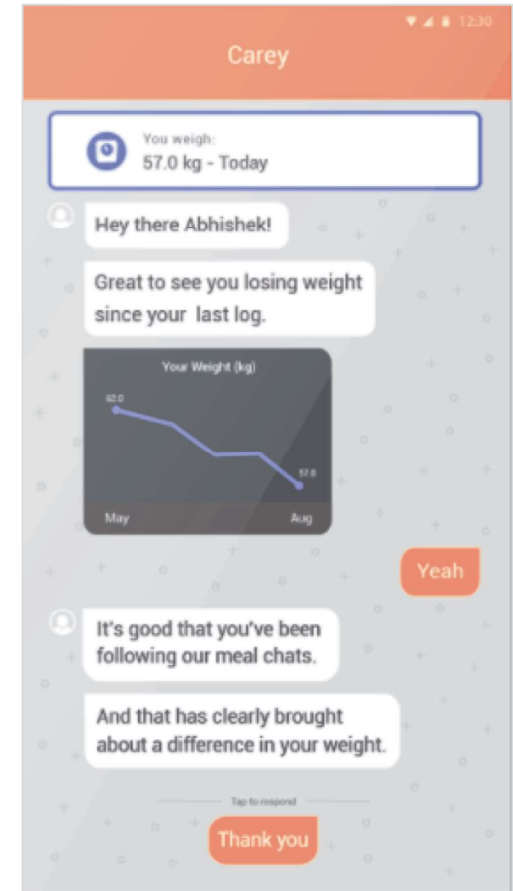 12:30
Carey
You weigh:
57.0 kg - Today
Hey there Abhishek!
Great to see you losing weight
since your last log.
Your Weight (kg)
62.0
57.0
May
Aug
Yeah
It's good that you've been
following our meal chats.
And that has clearly brought
about a difference in your weight.
Tap to respond
Thank you